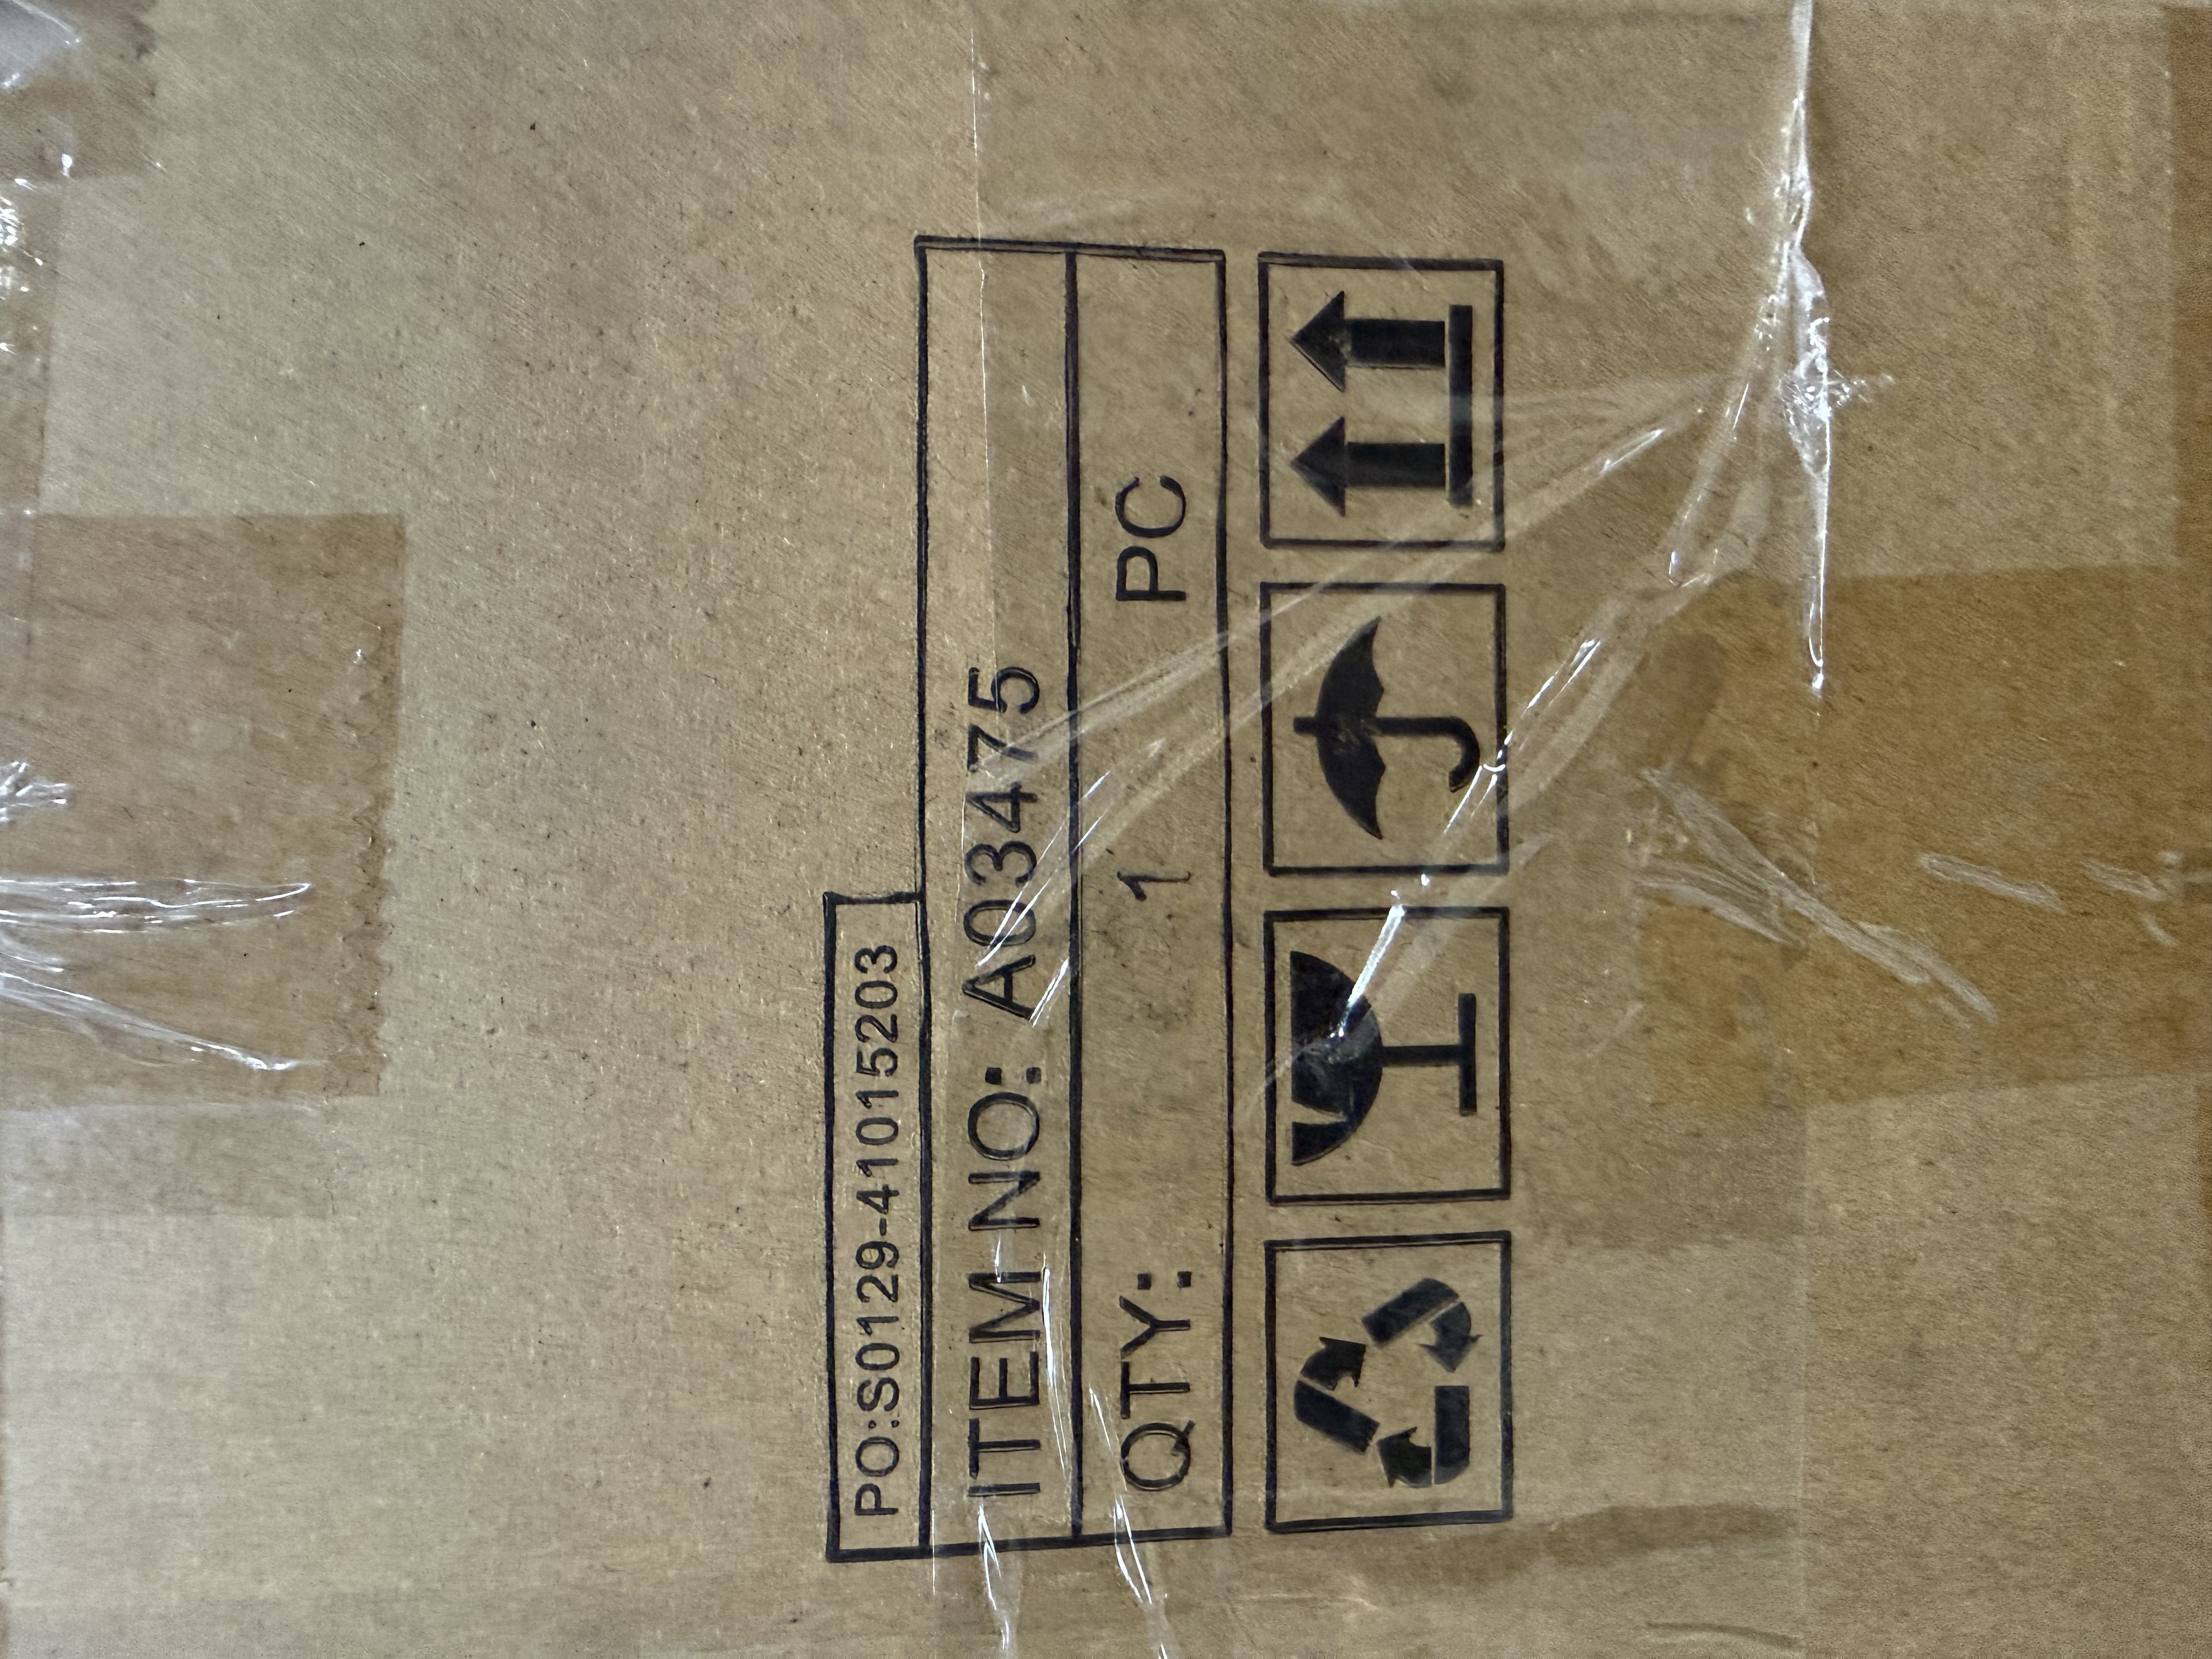 PO:S0129-41015203
ITEM NO: A03475
QTY: 1 PC